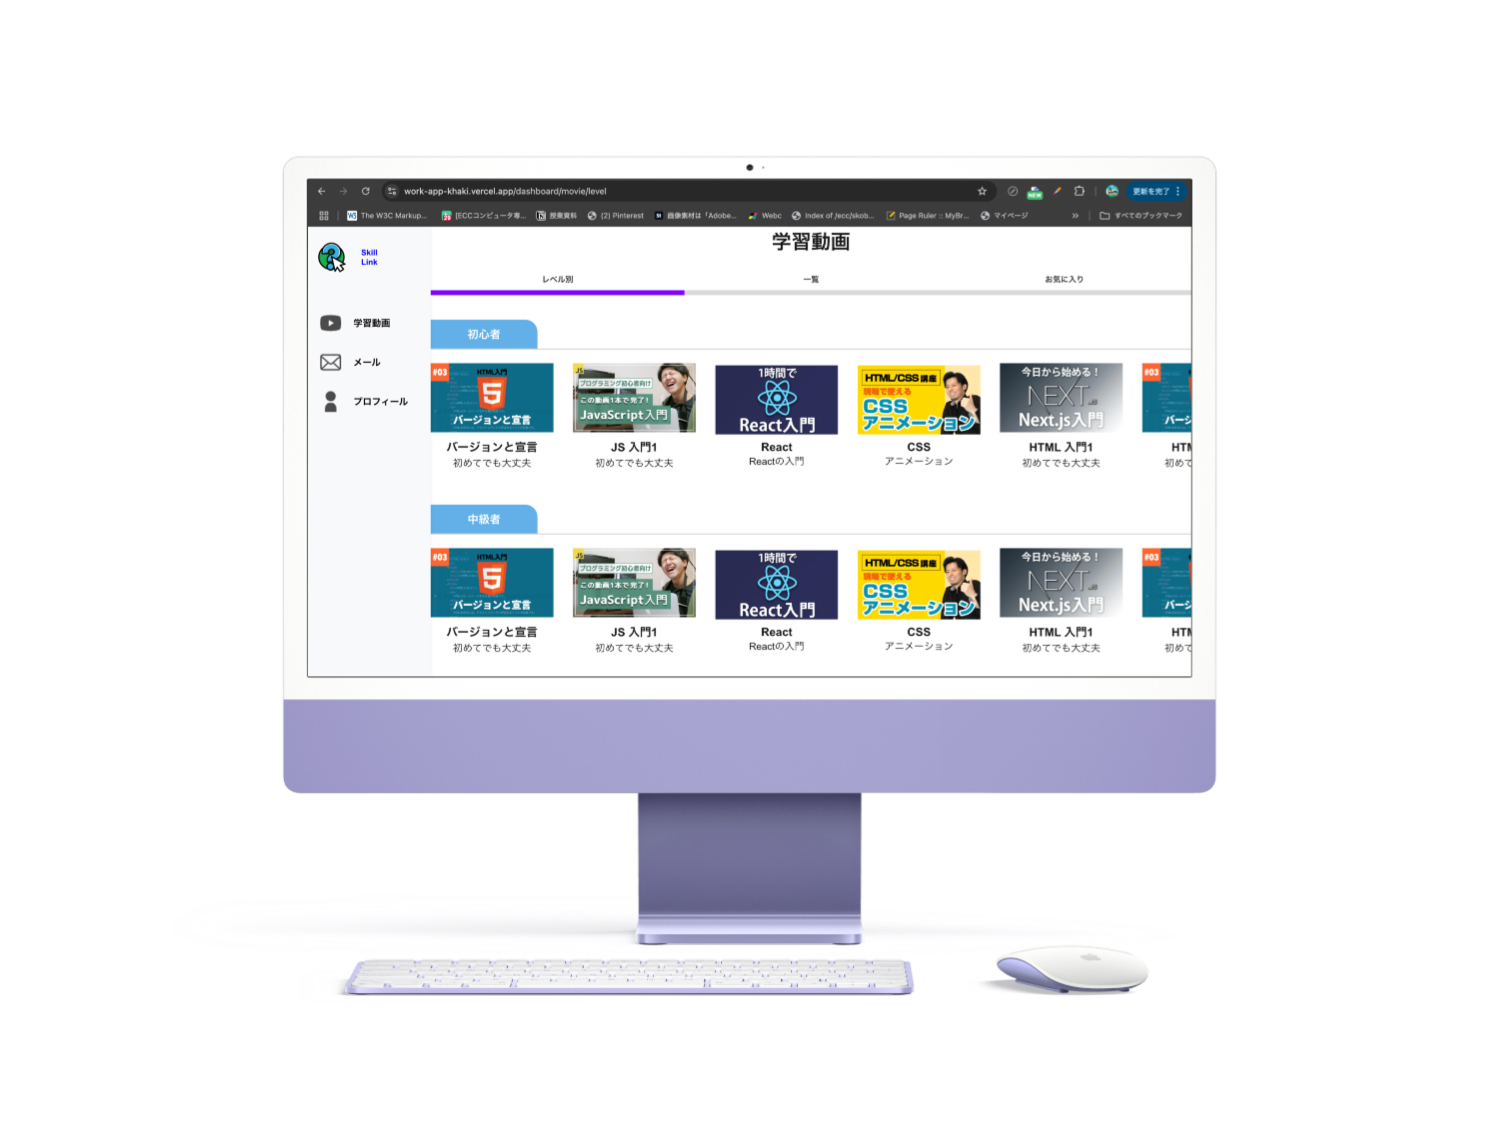 work-app-khaki.vercel.app/dashboard/movie/level
NEW
更新を完了
The W3C Markup...
[ECCコンピュータ専...
授業資料
(2) Pinterest
画像素材は「Adobe...
Webc
Index of /ecc/skob...
Page Ruler :: MyBr...
マイページ
»
すべてのブックマーク
Skill
Link
学習動画
メール
プロフィール
学習動画
レベル別
一覧
お気に入り
初心者
#03
HTML入門
5
バージョンと宣言
バージョンと宣言
初めてでも大丈夫
JS
プログラミング初心者向け
この動画1本で完了!
JavaScript入門
JS 入門1
初めてでも大丈夫
1時間で
React入門
React
Reactの入門
HTML/CSS 講座
現場で使える
CSS
アニメーション
CSS
アニメーション
今日から始める!
NEXT.JS
Next.js入門
HTML 入門1
初めてでも大丈夫
#03
バージ
HTM
初めて
中級者
#03
HTML入門
5
バージョンと宣言
バージョンと宣言
初めてでも大丈夫
JS
プログラミング初心者向け
この動画1本で完了!
JavaScript入門
JS 入門1
初めてでも大丈夫
1時間で
React入門
React
Reactの入門
HTML/CSS 講座
現場で使える
CSS
アニメーション
CSS
アニメーション
今日から始める!
NEXT.JS
Next.js入門
HTML 入門1
初めてでも大丈夫
#03
バージ
HTM
初めて